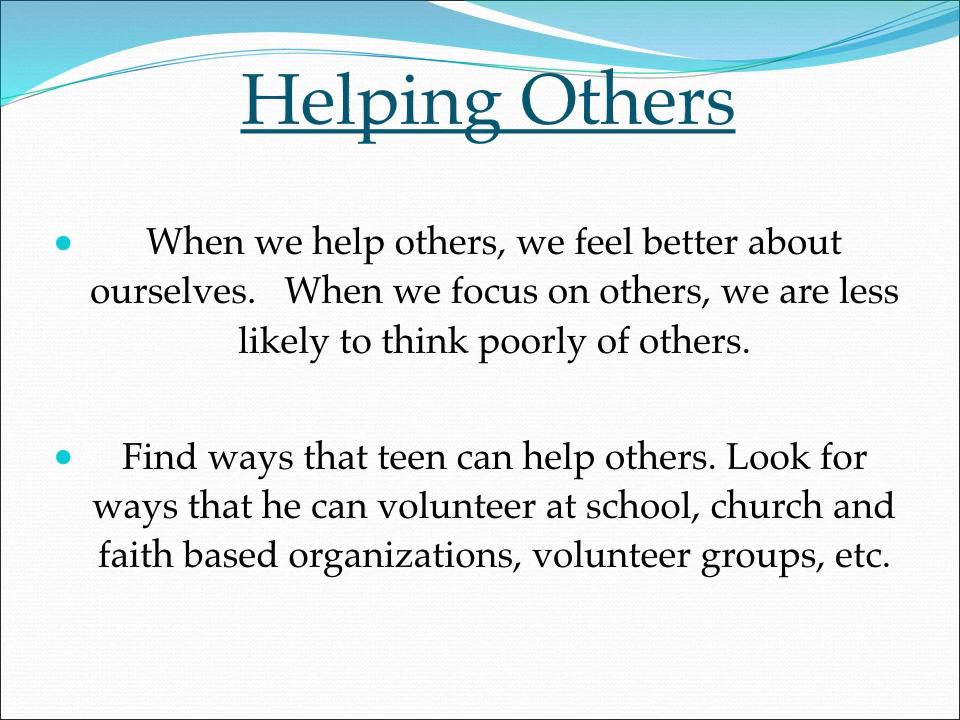 Helping Others
• When we help others, we feel better about
ourselves. When we focus on others, we are less
likely to think poorly of others.
• Find ways that teen can help others. Look for
ways that he can volunteer at school, church and
faith based organizations, volunteer groups, etc.